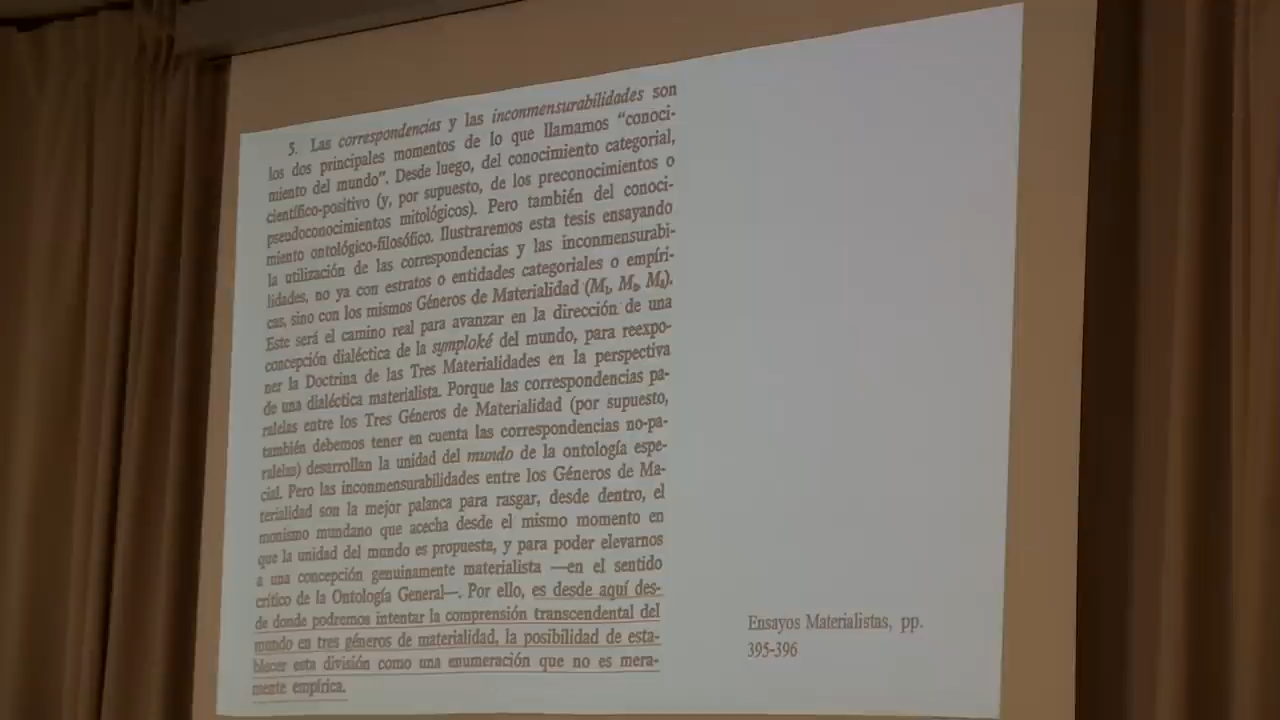 5. Las correspondencias y las inconmensurabilidades son
los dos principales momentos de lo que llamamos “conoci-
miento del mundo”. Desde luego, del conocimiento categorial,
científico-positivo (y, por supuesto, de los preconocimientos o
pseudoconocimientos mitológicos). Pero también del conoci-
miento ontológico-filosófico. Ilustraremos esta tesis ensayando
la utilización de las correspondencias y las inconmensurabi-
lidades, no ya con estratos o entidades categoriales o empíri-
cas, sino con los mismos Géneros de Materialidad (M₁, M₂, M₃).
Este será el camino real para avanzar en la dirección de una
concepción dialéctica de la symploké del mundo, para reexpo-
ner la Doctrina de las Tres Materialidades en la perspectiva
de una dialéctica materialista. Porque las correspondencias pa-
ralelas entre los Tres Géneros de Materialidad (por supuesto,
también debemos tener en cuenta las correspondencias no-pa-
ralelas) desarrollan la unidad del mundo de la ontología espe-
cial. Pero las inconmensurabilidades entre los Géneros de Ma-
terialidad son la mejor palanca para rasgar, desde dentro, el
monismo mundano que acecha desde el mismo momento en
que la unidad del mundo es propuesta, y para poder elevarnos
a una concepción genuinamente materialista —en el sentido
crítico de la Ontología General—. Por ello, es desde aquí des-
de donde podremos intentar la comprensión transcendental del
mundo en tres géneros de materialidad, la posibilidad de esta-
blecer esta división como una enumeración que no es mera-
mente empírica.
Ensayos Materialistas, pp.
395-396